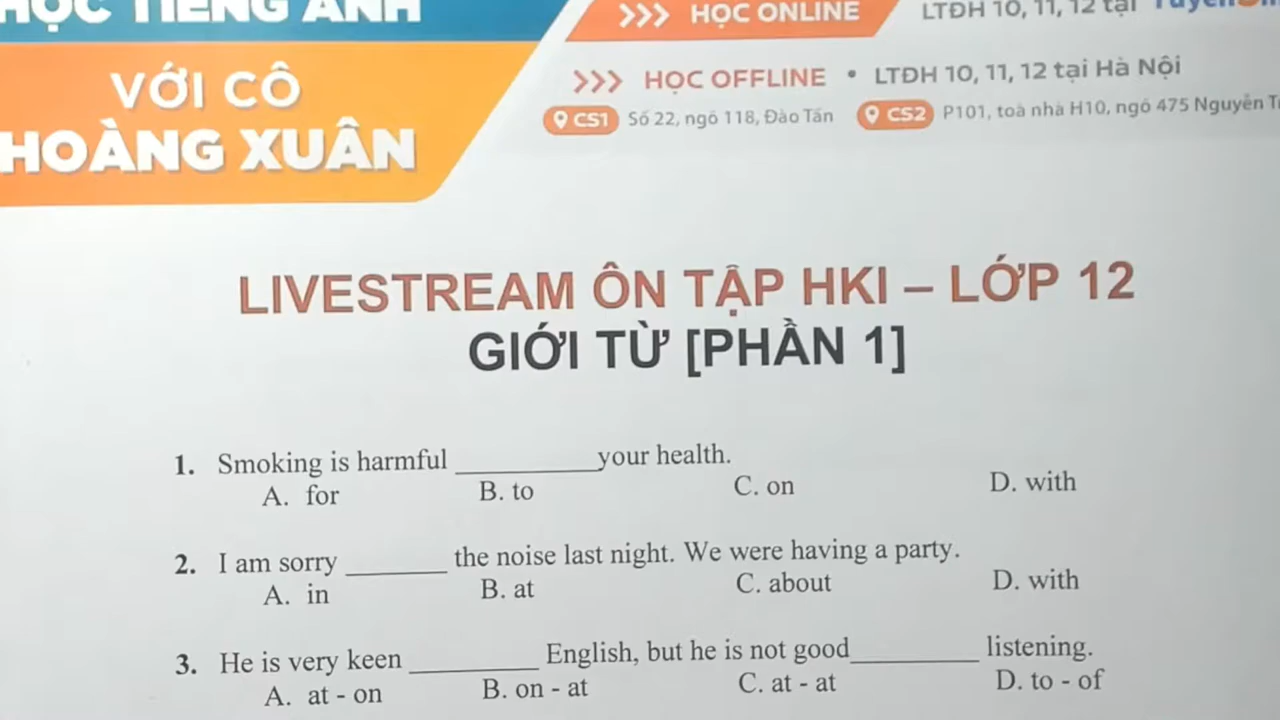 HỌC TIẾNG ANH
VỚI CÔ
HOÀNG XUÂN
>>> HỌC ONLINE
LTĐH 10, 11, 12 tại
>>> HỌC OFFLINE • LTĐH 10, 11, 12 tại Hà Nội
CS1 Số 22, ngõ 118, Đào Tấn CS2 P101, toà nhà H10, ngõ 475 Nguyễn
LIVESTREAM ÔN TẬP HKI – LỚP 12
GIỚI TỪ [PHẦN 1]
1. Smoking is harmful __________your health.
A. for B. to C. on D. with
2. I am sorry _______ the noise last night. We were having a party.
A. in B. at C. about D. with
3. He is very keen _________ English, but he is not good_________ listening.
A. at - on B. on - at C. at - at D. to - of